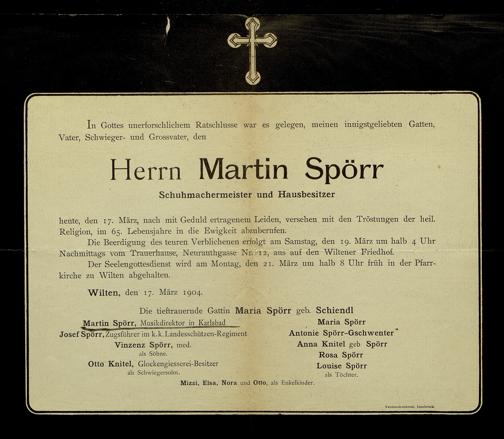 In Gottes unerforschlichem Ratschlusse war es gelegen, meinen innigstgeliebten Gatten,
Vater, Schwieger- und Grossvater, den
Herrn Martin Spörr
Schuhmachermeister und Hausbesitzer
heute, den 17. März, nach mit Geduld ertragenem Leiden, versehen mit den Tröstungen der heil.
Religion, im 65. Lebensjahre in die Ewigkeit abzuberufen.
Die Beerdigung des teuren Verblichenen erfolgt am Samstag, den 19. März um halb 4 Uhr
Nachmittags vom Trauerhause, Neurauthgasse Nr. 12, aus auf den Wiltener Friedhof.
Der Seelengottesdienst wird am Montag, den 21. März um halb 8 Uhr früh in der Pfarr-
kirche zu Wilten abgehalten.
Wilten, den 17. März 1904.
Die tieftrauernde Gattin Maria Spörr geb. Schiendl
Martin Spörr, Musikdirektor in Karlsbad
Josef Spörr, Zugsführer im k.k. Landesschützen-Regiment
Vinzenz Spörr, med.
als Söhne.
Otto Knitel, Glockengiesserei-Besitzer
als Schwiegersohn.
Maria Spörr
Antonie Spörr-Gschwenter
Anna Knitel geb Spörr
Rosa Spörr
Louise Spörr
als Töchter.
Mizzi, Elsa, Nora und Otto, als Enkelkinder.